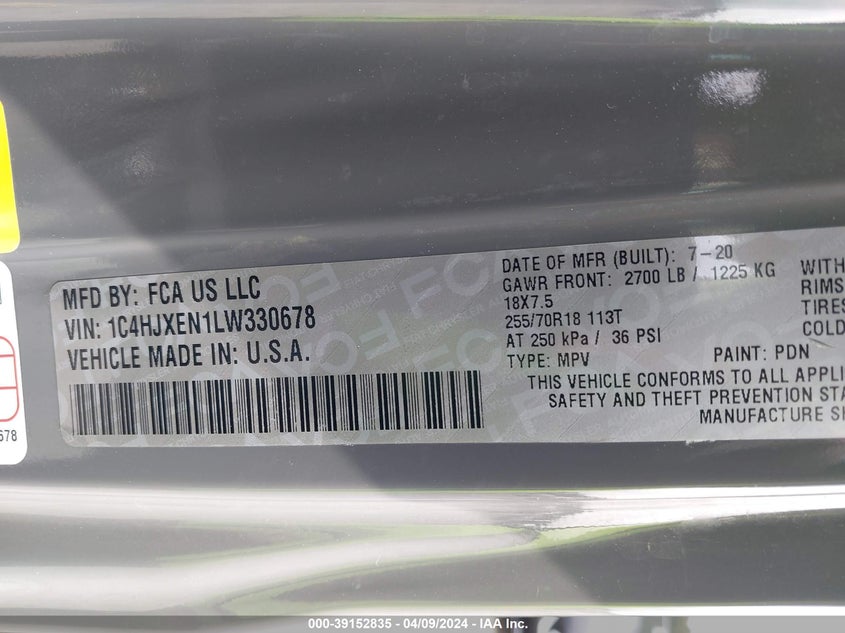 MFD BY: FCA US LLC
VIN: 1C4HJXEN1LW330678
VEHICLE MADE IN: U.S.A.
DATE OF MFR (BUILT): 7-20
GAWR FRONT: 2700 LB / 1225 KG
18X7.5
255/70R18 113T
AT 250 kPa / 36 PSI
TYPE: MPV PAINT: PDN
THIS VEHICLE CONFORMS TO ALL APPLI
SAFETY AND THEFT PREVENTION STA
MANUFACTURE SH
WITH
RIMS
TIRES
COLD
678
000-39152835 - 04/09/2024 - IAA Inc.